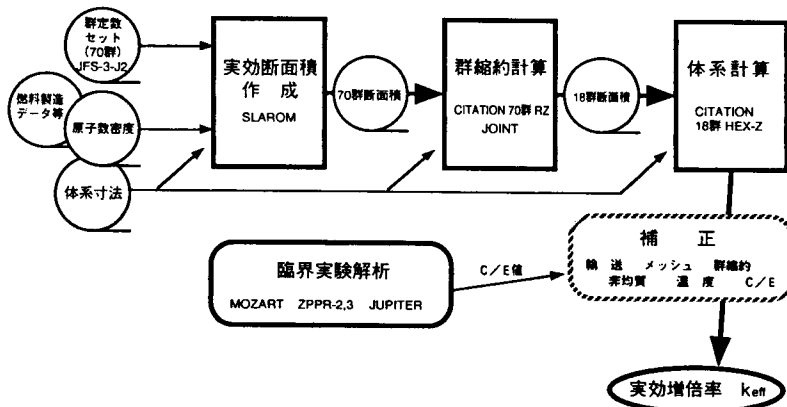 群定数
セット
(70群)
JFS-3-J2
燃料製造
データ等
原子数密度
体系寸法
実効断面積
作 成
SLAROM
70群断面積
群縮約計算
CITATION 70群 RZ
JOINT
18群断面積
体系計算
CITATION
18群 HEX-Z
臨界実験解析
MOZART ZPPR-2,3 JUPITER
C/E値
補 正
輸 送 メッシュ 群縮約
非均質 温 度 C/E
実効増倍率 keff